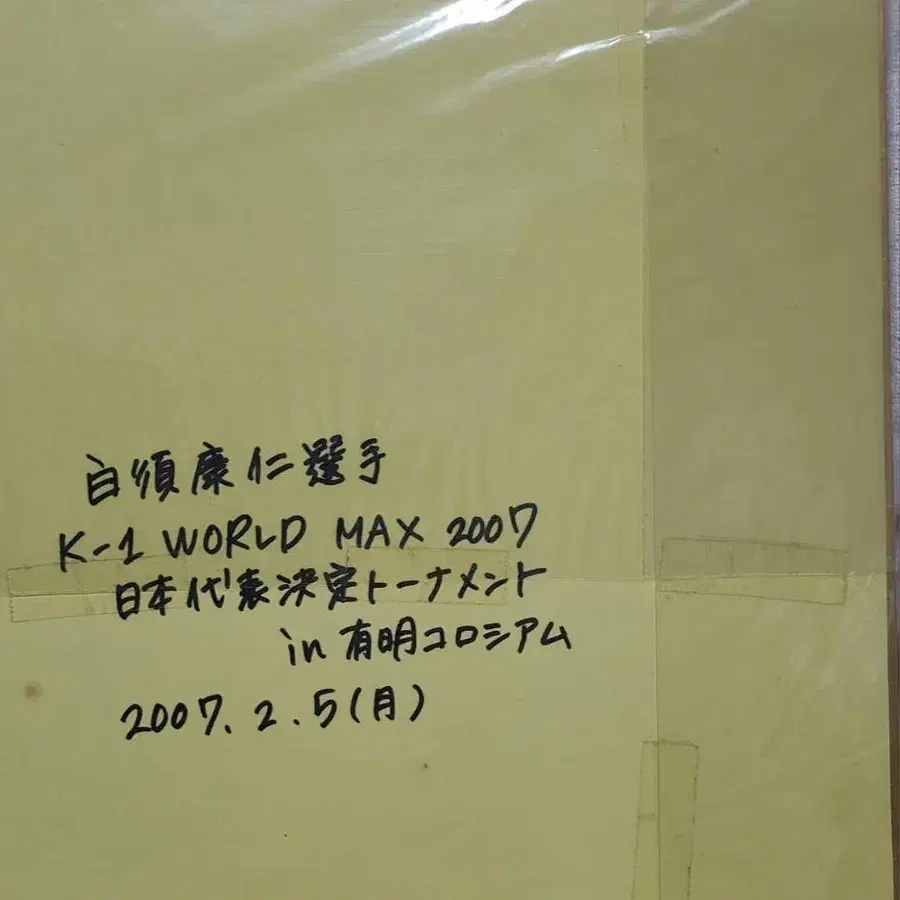 白須康仁選手
K-1 WORLD MAX 2007
日本代表決定トーナメント
in 有明コロシアム
2007.2.5(月)